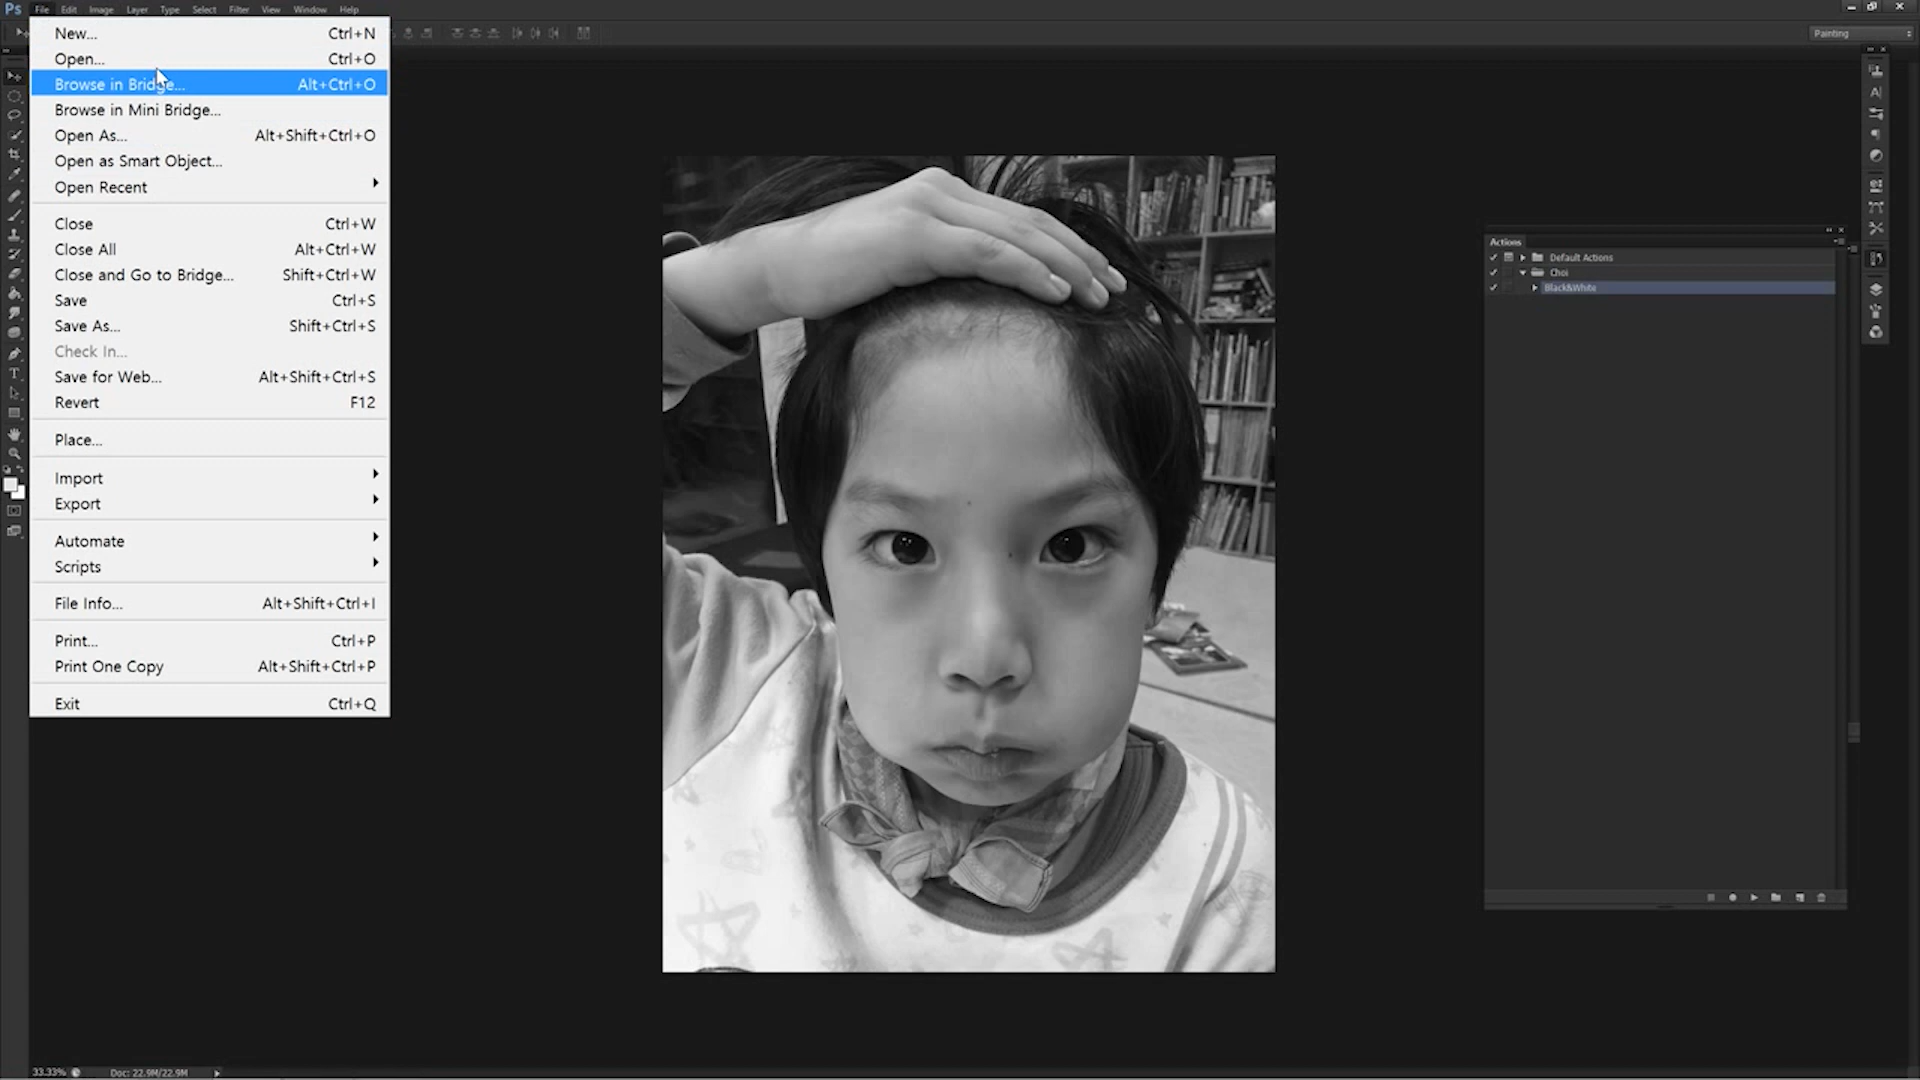 Ps File Edit Image Layer Type Select Filter View Window Help
Painting
New... Ctrl+N
Open... Ctrl+O
Browse in Bridge... Alt+Ctrl+O
Browse in Mini Bridge...
Open As... Alt+Shift+Ctrl+O
Open as Smart Object...
Open Recent
Close Ctrl+W
Close All Alt+Ctrl+W
Close and Go to Bridge... Shift+Ctrl+W
Save Ctrl+S
Save As... Shift+Ctrl+S
Check In...
Save for Web... Alt+Shift+Ctrl+S
Revert F12
Place...
Import
Export
Automate
Scripts
File Info... Alt+Shift+Ctrl+I
Print... Ctrl+P
Print One Copy Alt+Shift+Ctrl+P
Exit Ctrl+Q
Actions
Default Actions
Choi
Black&White
33.33% Doc: 22.9M/22.9M